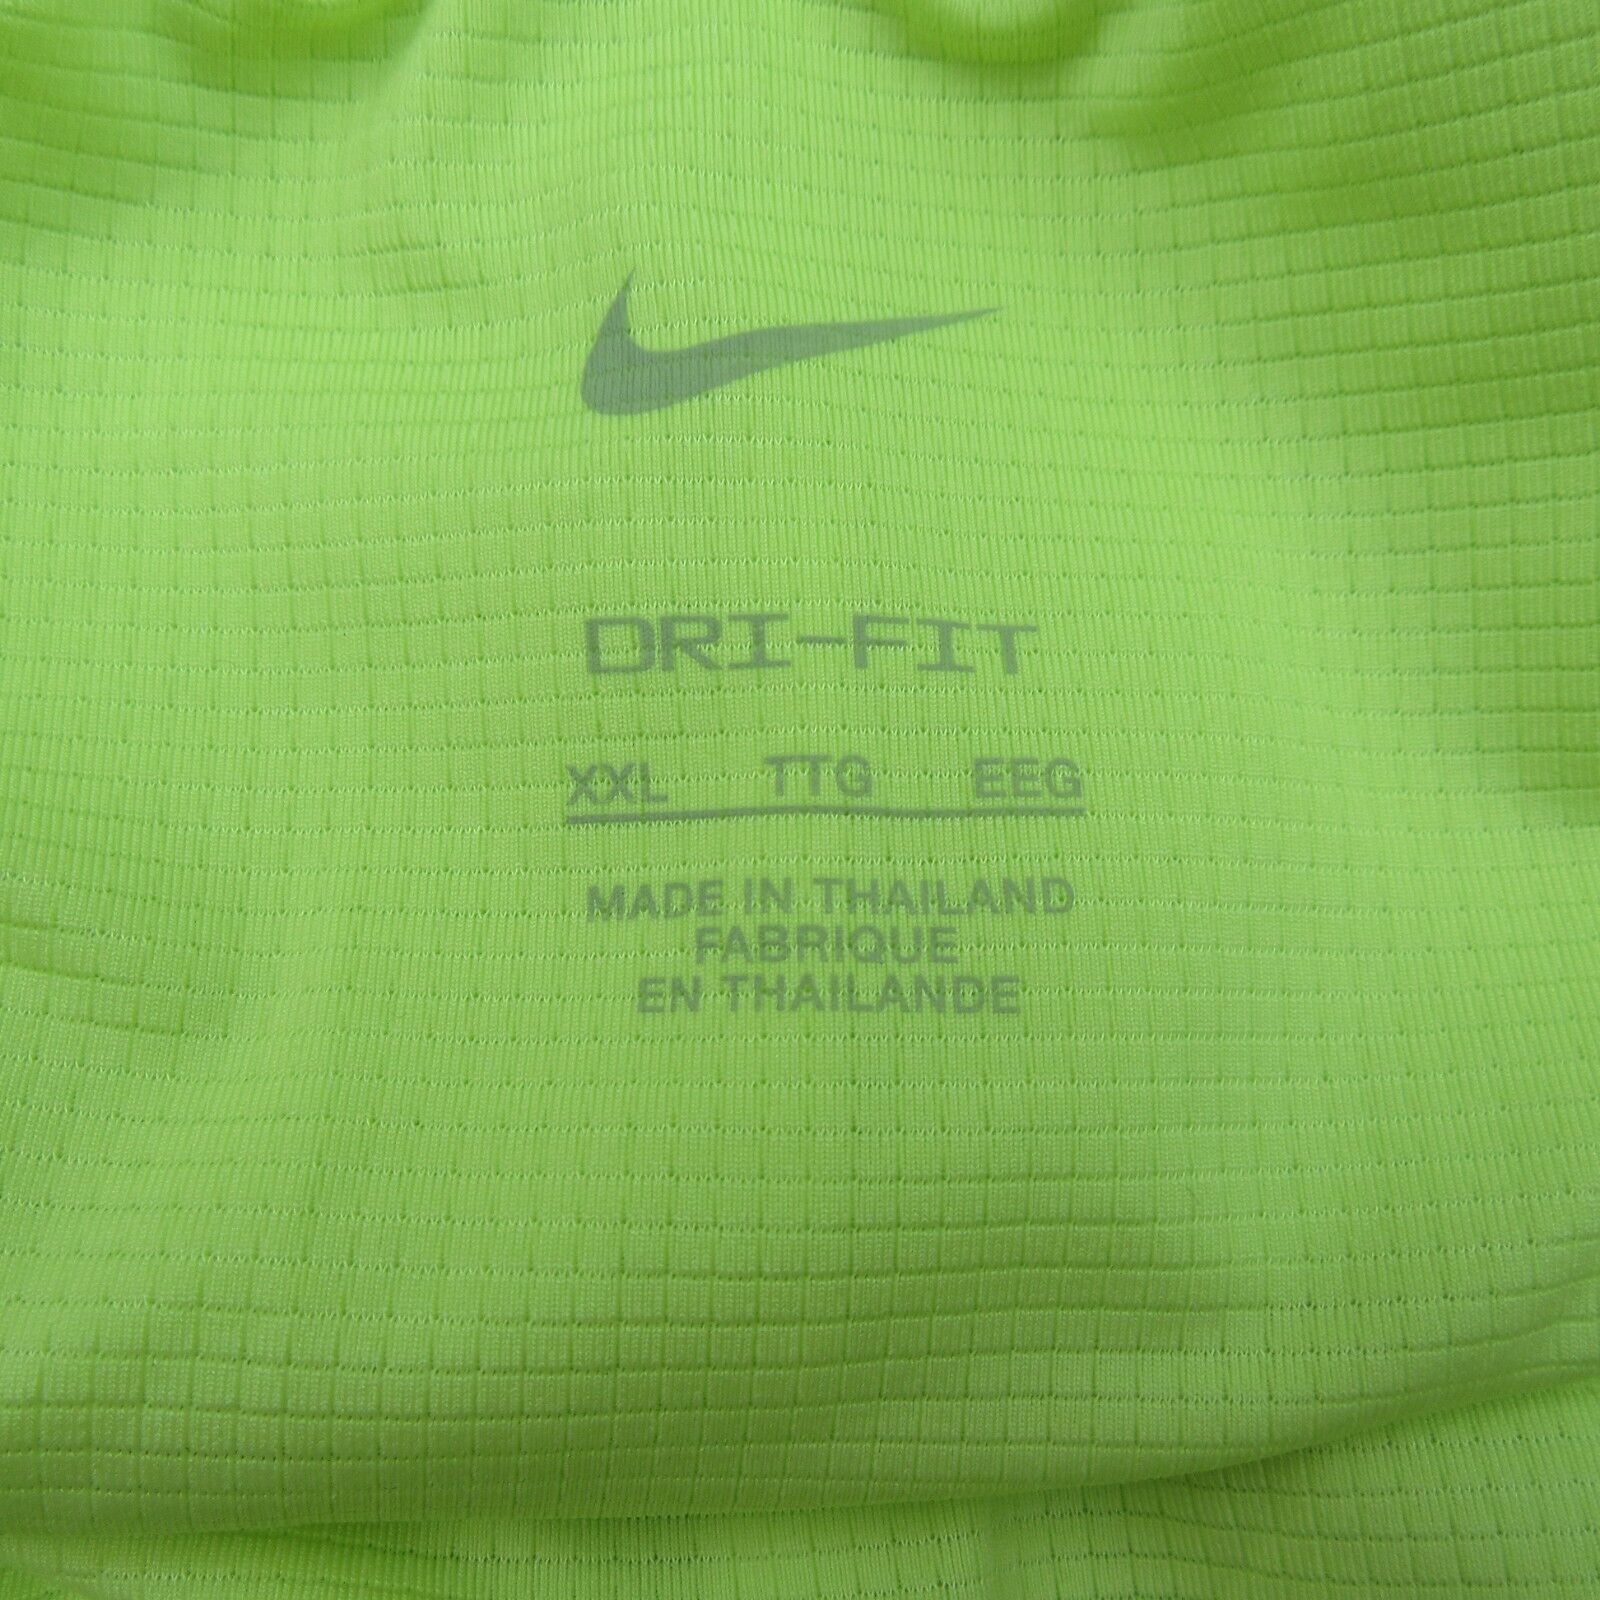 DRI-FIT
XXL TTG EEG
MADE IN THAILAND
FABRIQUE
EN THAILANDE